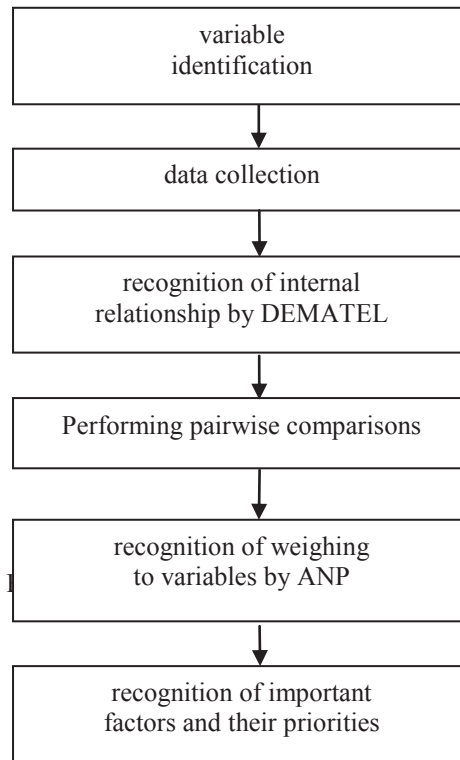 variable
identification
data collection
recognition of internal
relationship by DEMATEL
Performing pairwise comparisons
recognition of weighing
to variables by ANP
recognition of important
factors and their priorities